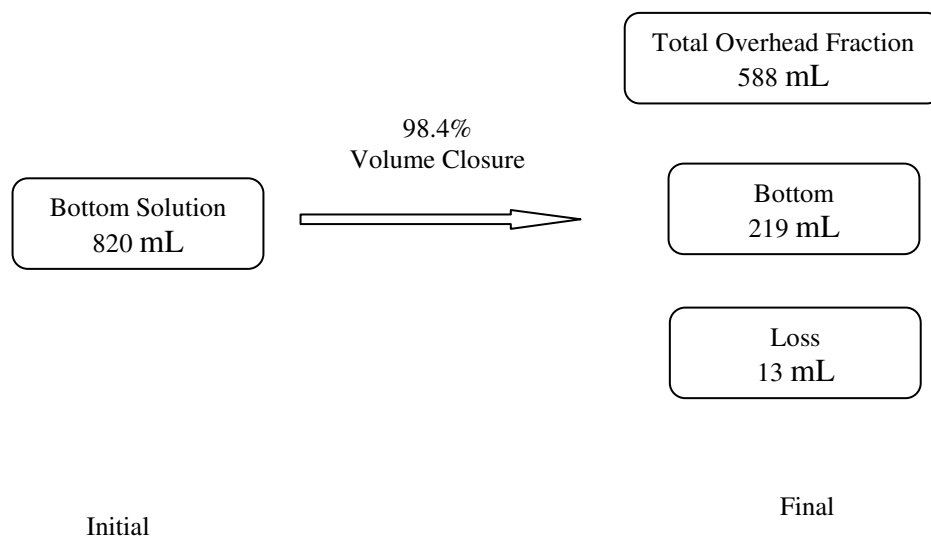 Total Overhead Fraction
588 mL
98.4%
Volume Closure
Bottom Solution
820 mL
Bottom
219 mL
Loss
13 mL
Initial
Final